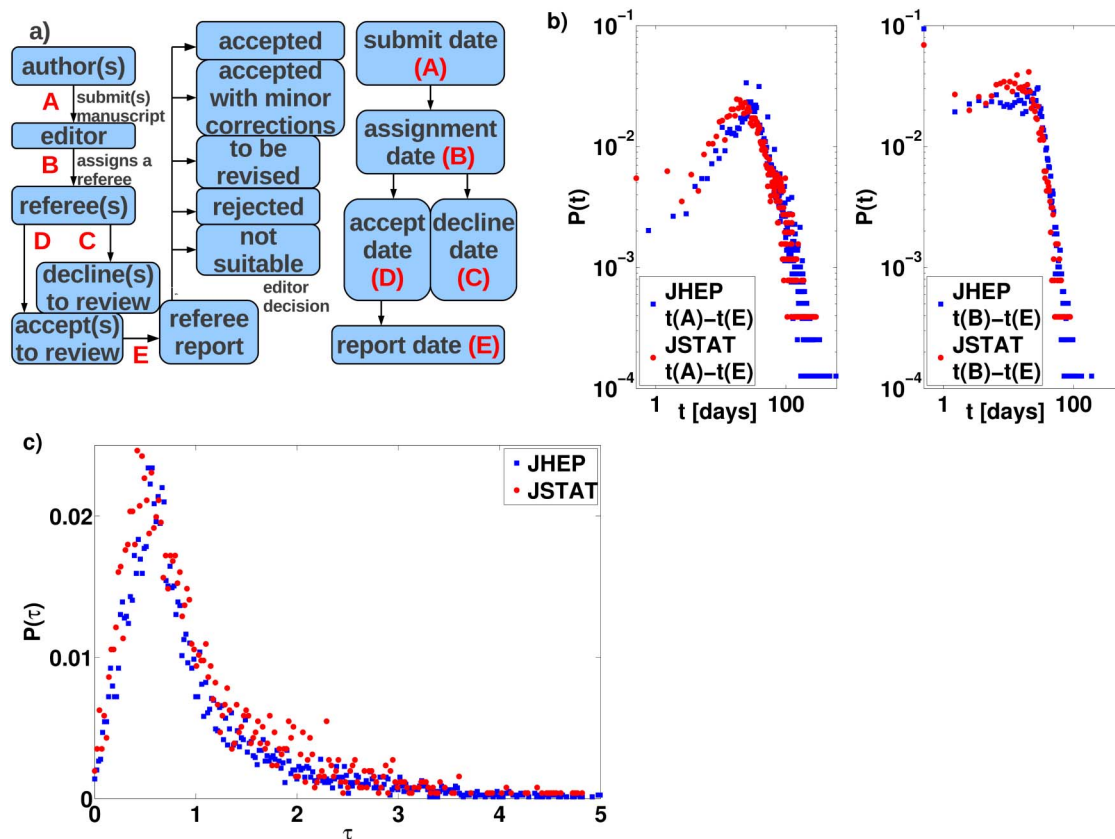 a)
author(s)
A
submit(s)
manuscript
editor
B
assigns a
referee
referee(s)
D
C
decline(s)
to review
accept(s)
to review
E
referee
report
accepted
accepted
with minor
corrections
to be
revised
rejected
not
suitable
editor
decision
submit date
(A)
assignment
date (B)
accept
date
(D)
decline
date
(C)
report date (E)
b)
10⁻¹
10⁻²
10⁻³
10⁻⁴
P(t)
JHEP
t(A)−t(E)
JSTAT
t(A)−t(E)
1
100
t [days]
10⁻¹
10⁻²
10⁻³
10⁻⁴
P(t)
JHEP
t(B)−t(E)
JSTAT
t(B)−t(E)
1
100
t [days]
c)
JHEP
JSTAT
0.02
0.01
0
P(τ)
0
1
2
3
4
5
τ